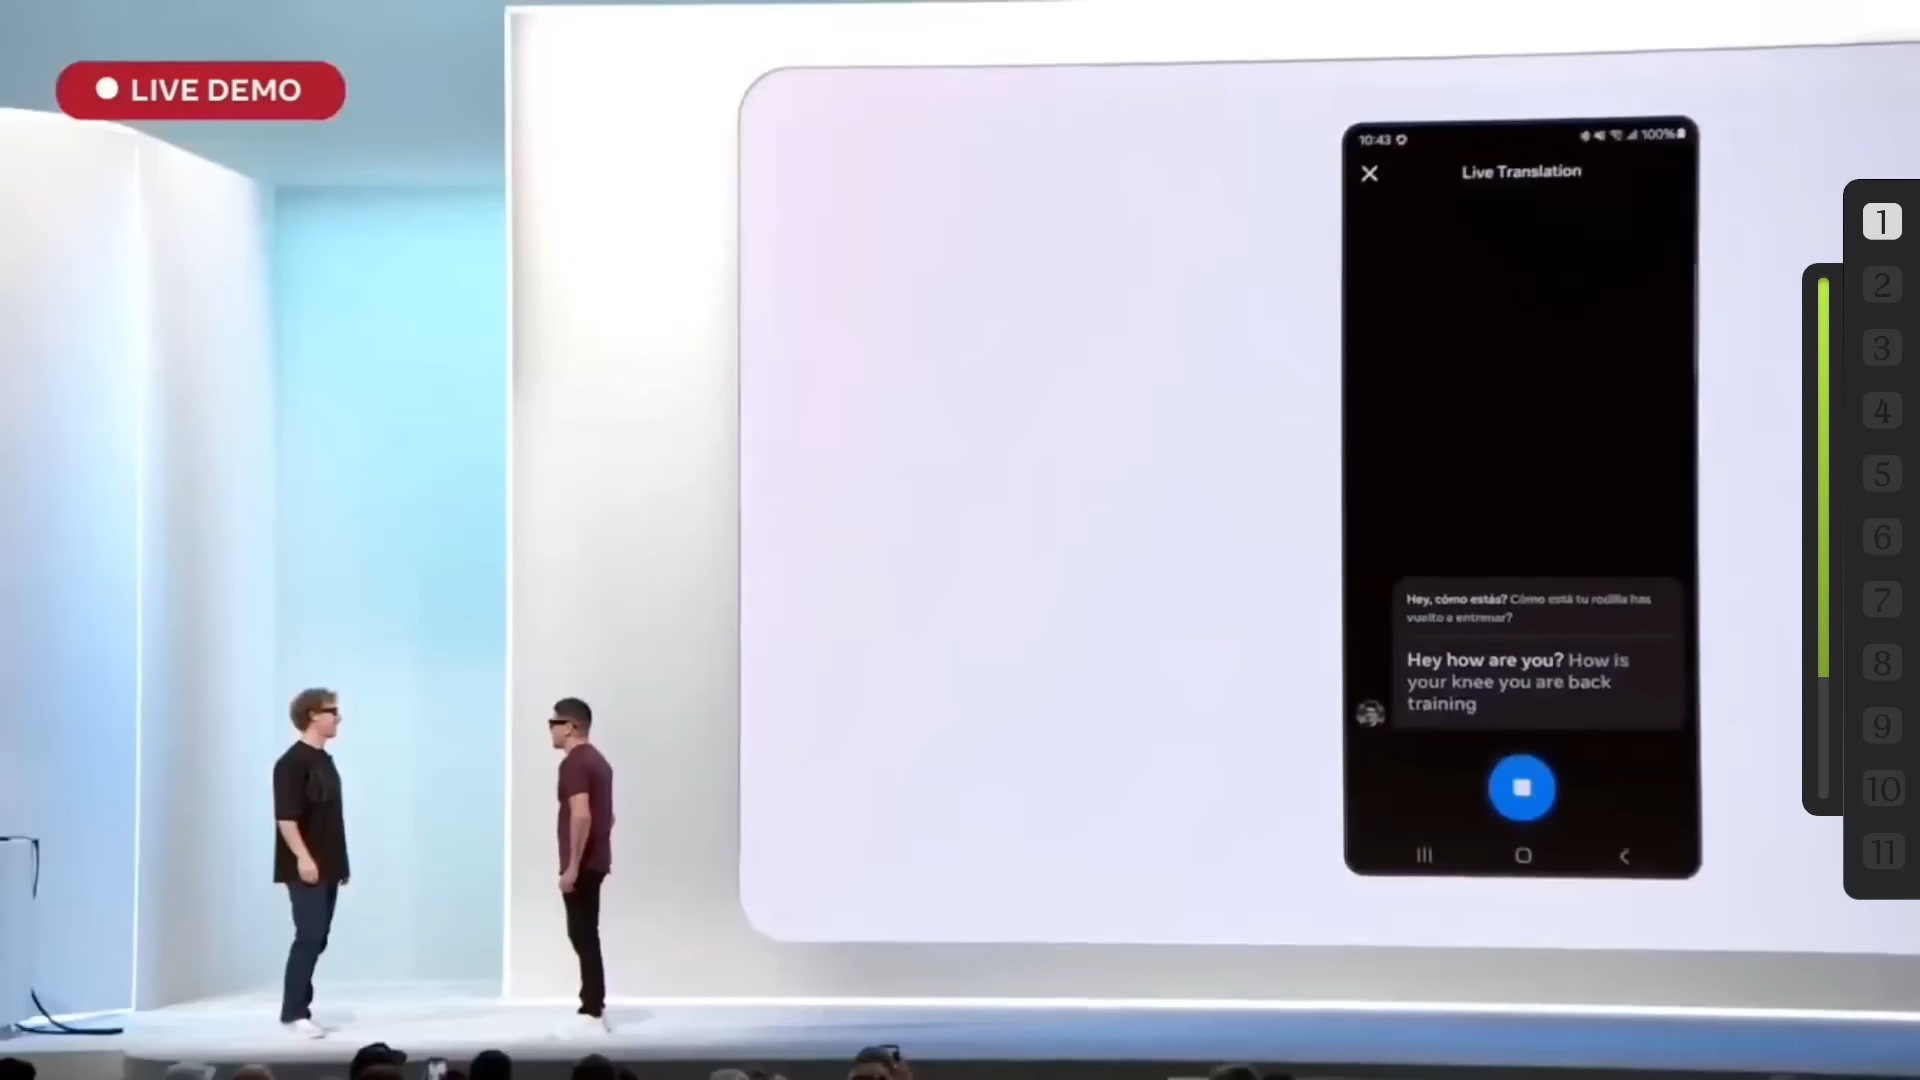 LIVE DEMO
10:43
100%
Live Translation
Hey, cómo estás? Cómo está tu rodilla has
vuelto a entrenar?
Hey how are you? How is
your knee you are back
training
1
2
3
4
5
6
7
8
9
10
11